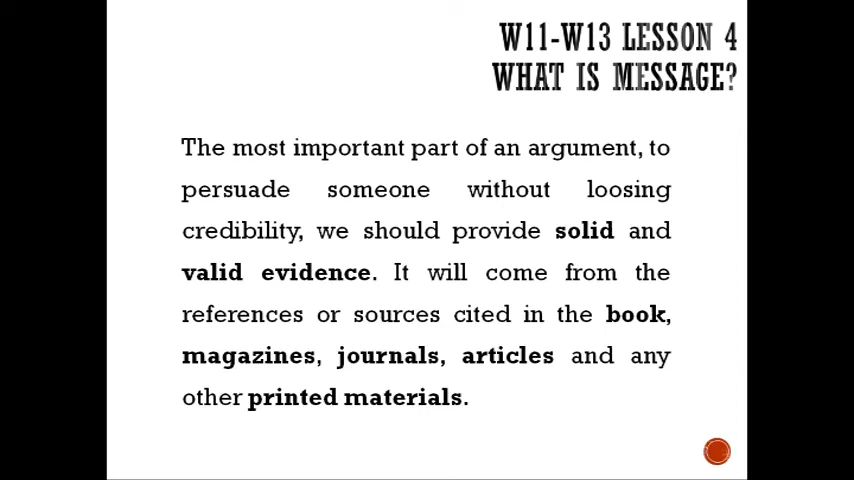 W11-W13 LESSON 4
WHAT IS MESSAGE?
The most important part of an argument, to
persuade someone without loosing
credibility, we should provide solid and
valid evidence. It will come from the
references or sources cited in the book,
magazines, journals, articles and any
other printed materials.